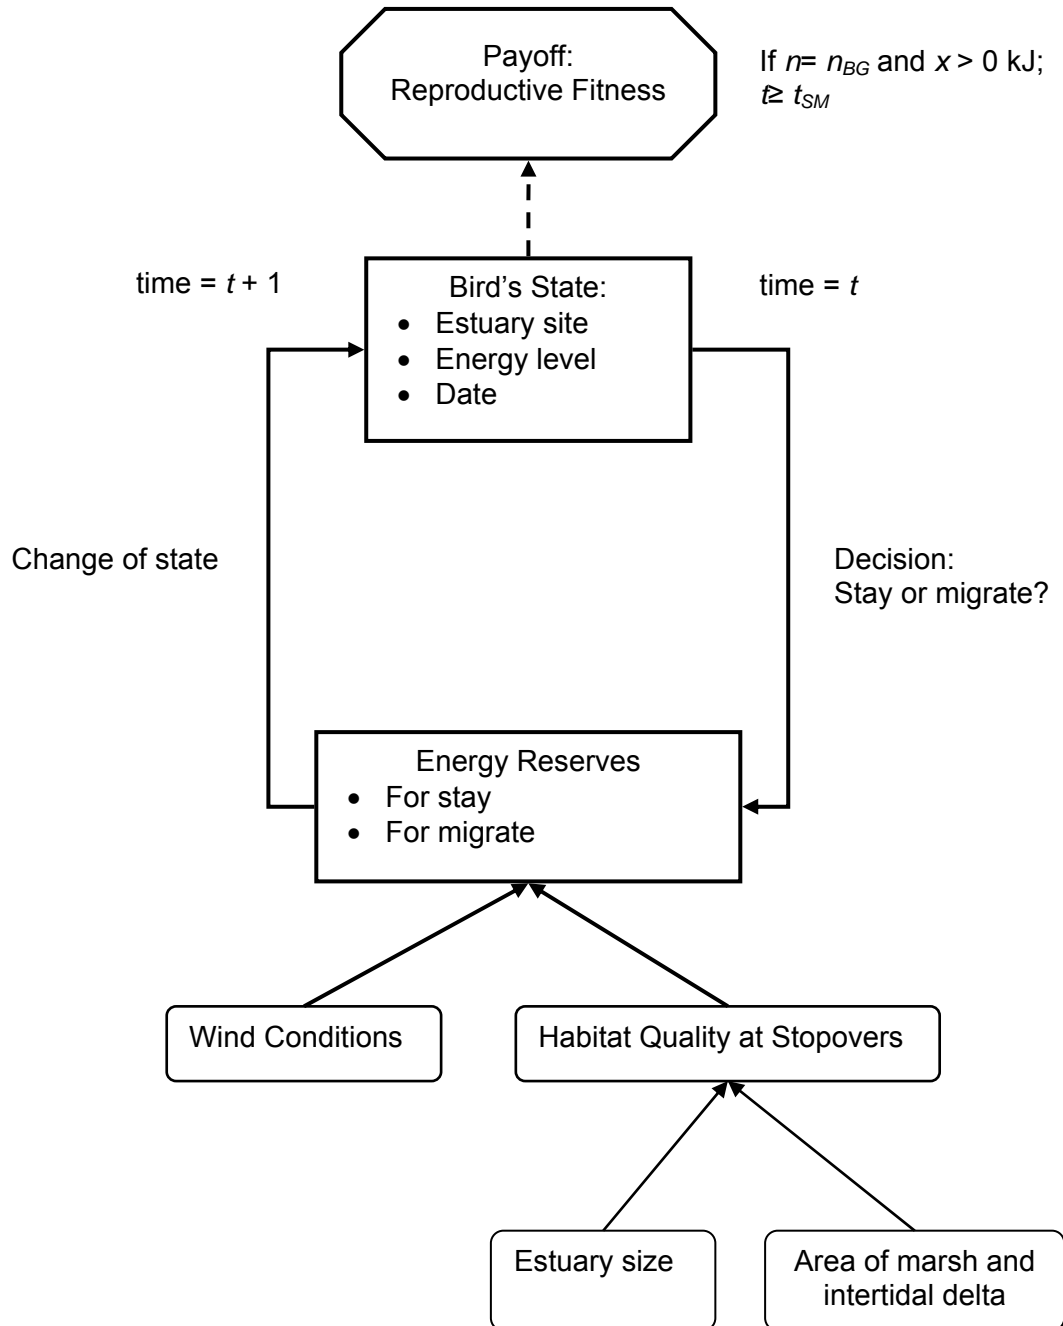 Payoff:
Reproductive Fitness
If n= nBG and x > 0 kJ;
t≥ tSM
time = t + 1
Bird’s State:
• Estuary site
• Energy level
• Date
time = t
Change of state
Decision:
Stay or migrate?
Energy Reserves
• For stay
• For migrate
Wind Conditions
Habitat Quality at Stopovers
Estuary size
Area of marsh and
intertidal delta